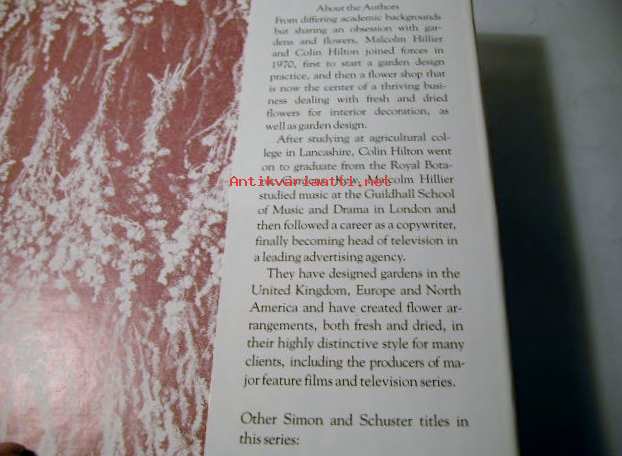 About the Authors
From differing academic backgrounds
but sharing an obsession with gar-
dens and flowers, Malcolm Hillier
and Colin Hilton joined forces in
1970, first to start a garden design
practice, and then a flower shop that
is now the center of a thriving busi-
ness dealing with fresh and dried
flowers for interior decoration, as
well as garden design.
After studying at agricultural col-
lege in Lancashire, Colin Hilton went
on to graduate from the Royal Bota-
Kew. Malcolm Hillier
Antikvariaatti.net
studied music at the Guildhall School
of Music and Drama in London and
then followed a career as a copywriter,
finally becoming head of television in
a leading advertising agency.
They have designed gardens in the
United Kingdom, Europe and North
America and have created flower ar-
rangements, both fresh and dried, in
their highly distinctive style for many
clients, including the producers of ma-
jor feature films and television series.
Other Simon and Schuster titles in
this series: